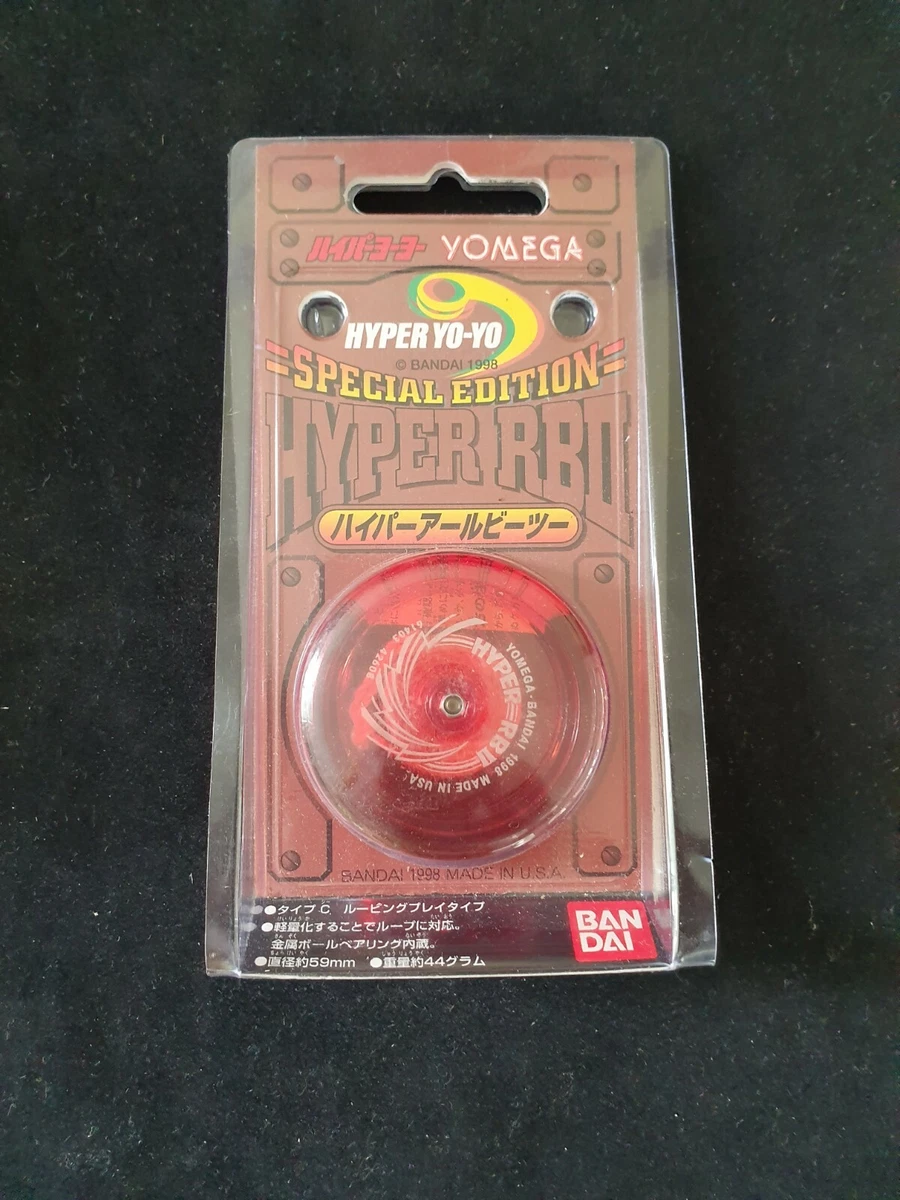 ハイパーヨーヨー YOMEGA
HYPER YO-YO
© BANDAI 1998
SPECIAL EDITION
HYPER RBII
ハイパーアールビーツー
61403 42606
HYPER RBII
YOMEGA・BANDAI 1998 MADE IN USA
BANDAI 1998 MADE IN U.S.A.
●タイプC ルーピングプレイタイプ
●軽量化することでループに対応。
金属ボールベアリング内蔵。
●直径約59mm ●重量約44グラム
BAN
DAI